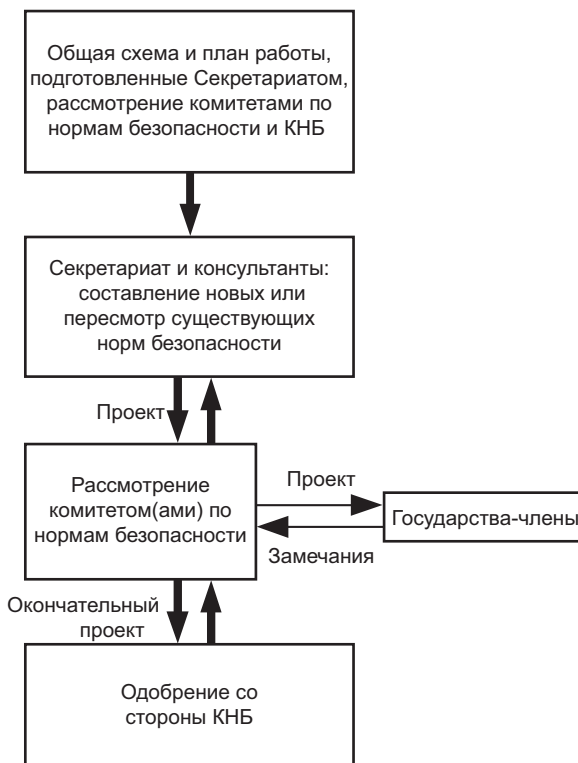 Общая схема и план работы,
подготовленные Секретариатом,
рассмотрение комитетами по
нормам безопасности и КНБ
Секретариат и консультанты:
составление новых или
пересмотр существующих
норм безопасности
Проект
Рассмотрение
комитетом(ами) по
нормам безопасности
Проект
Государства-члены
Замечания
Окончательный
проект
Одобрение со
стороны КНБ